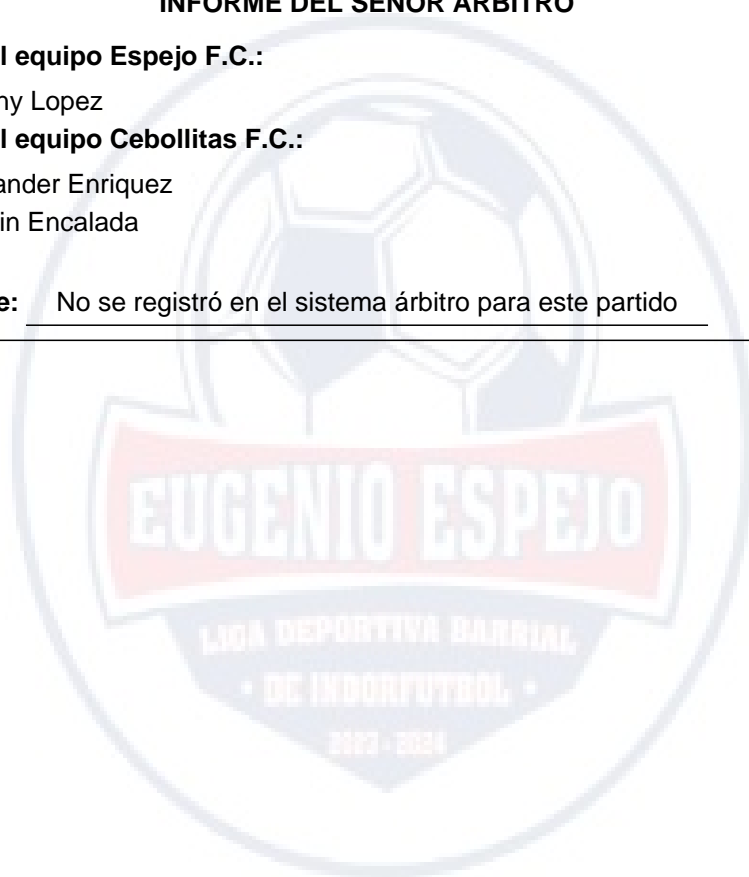 INFORME DEL SEÑOR ARBITRO
l equipo Espejo F.C.:
ny Lopez
l equipo Cebollitas F.C.:
ander Enriquez
in Encalada
e: No se registró en el sistema árbitro para este partido
EUGENIO ESPEJO
LIGA DEPORTIVA BARRIAL
• DE INDORFUTBOL •
2023 - 2024